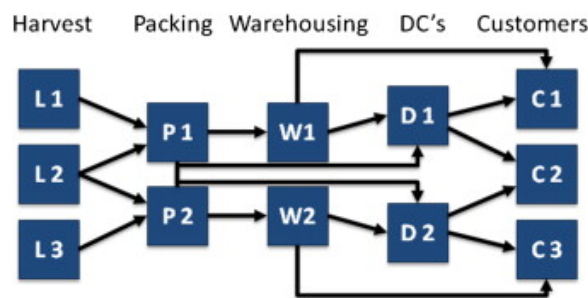 Harvest Packing Warehousing DC's Customers
L1 P1 W1 D1 C1
L2 C2
L3 P2 W2 D2 C3